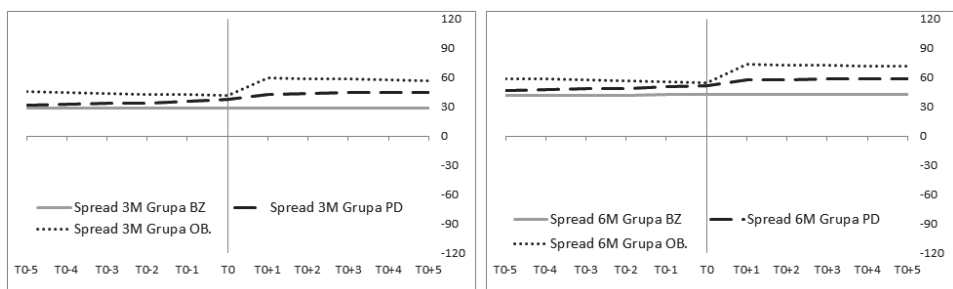 120
90
60
30
0
-30
-60
-90
-120
Spread 3M Grupa BZ
Spread 3M Grupa PD
Spread 3M Grupa OB.
T0-5 T0-4 T0-3 T0-2 T0-1 T0 T0+1 T0+2 T0+3 T0+4 T0+5
120
90
60
30
0
-30
-60
-90
-120
Spread 6M Grupa BZ
Spread 6M Grupa PD
Spread 6M Grupa OB.
T0-5 T0-4 T0-3 T0-2 T0-1 T0 T0+1 T0+2 T0+3 T0+4 T0+5